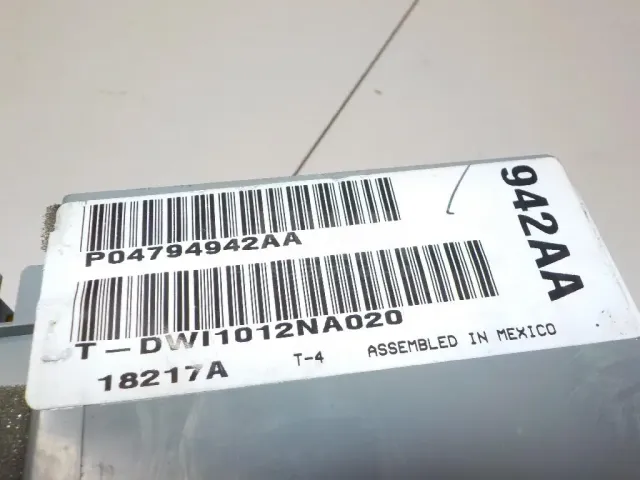 P04794942AA
942AA
T-DWI1012NA020
18217A T-4 ASSEMBLED IN MEXICO